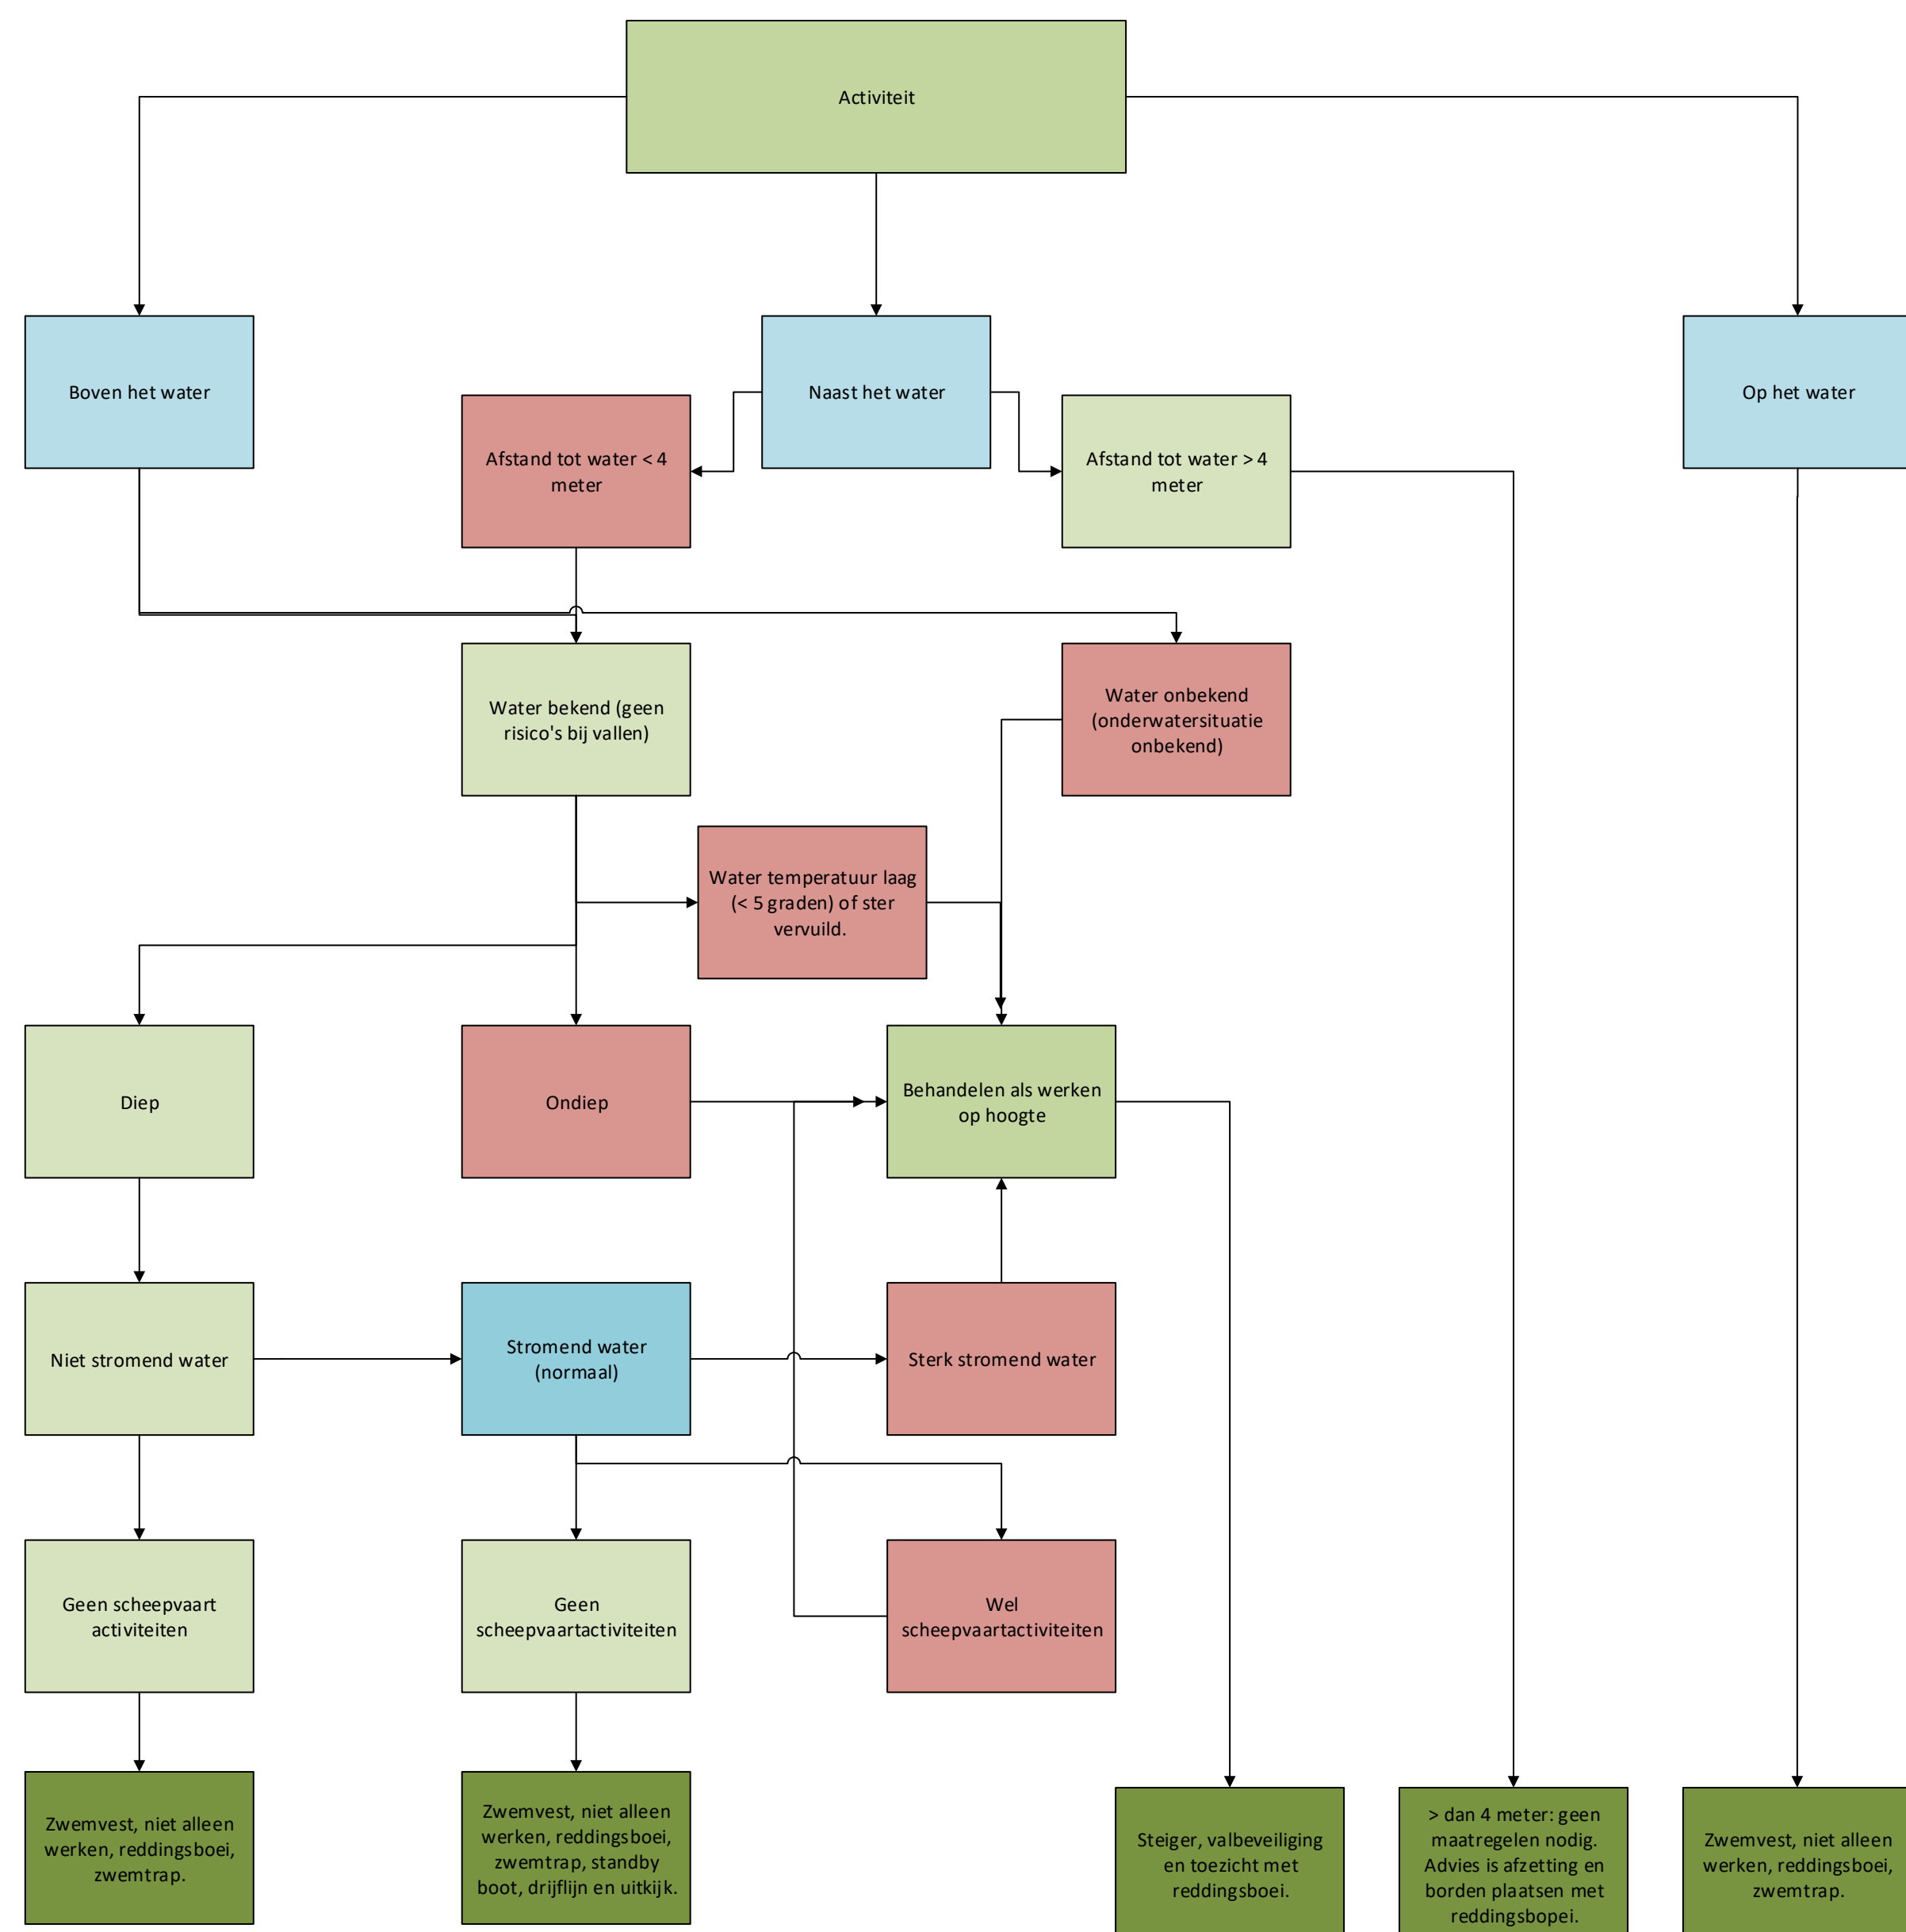 Activiteit
Boven het water
Naast het water
Op het water
Afstand tot water < 4
meter
Afstand tot water > 4
meter
Water bekend (geen
risico's bij vallen)
Water onbekend
(onderwatersituatie
onbekend)
Water temperatuur laag
(< 5 graden) of ster
vervuild.
Diep
Ondiep
Behandelen als werken
op hoogte
Niet stromend water
Stromend water
(normaal)
Sterk stromend water
Geen scheepvaart
activiteiten
Geen
scheepvaartactiviteiten
Wel
scheepvaartactiviteiten
Zwemvest, niet alleen
werken, reddingsboei,
zwemtrap.
Zwemvest, niet alleen
werken, reddingsboei,
zwemtrap, standby
boot, drijflijn en uitkijk.
Steiger, valbeveiliging
en toezicht met
reddingsboei.
> dan 4 meter: geen
maatregelen nodig.
Advies is afzetting en
borden plaatsen met
reddingsbopei.
Zwemvest, niet alleen
werken, reddingsboei,
zwemtrap.